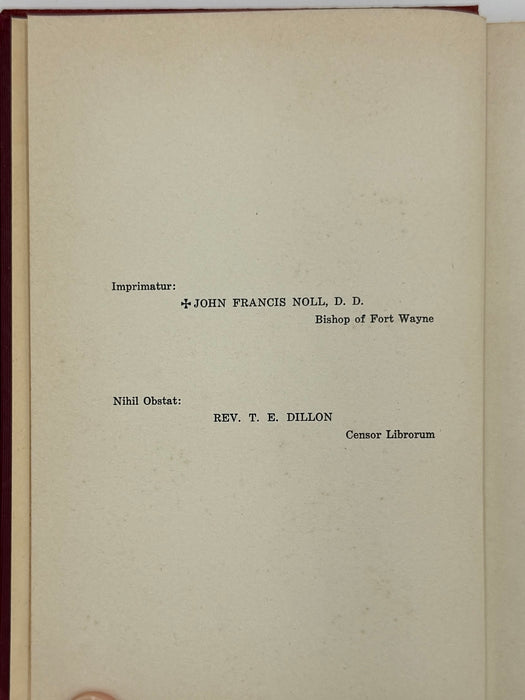 Imprimatur:
✠JOHN FRANCIS NOLL, D. D.
Bishop of Fort Wayne
Nihil Obstat:
REV. T. E. DILLON
Censor Librorum